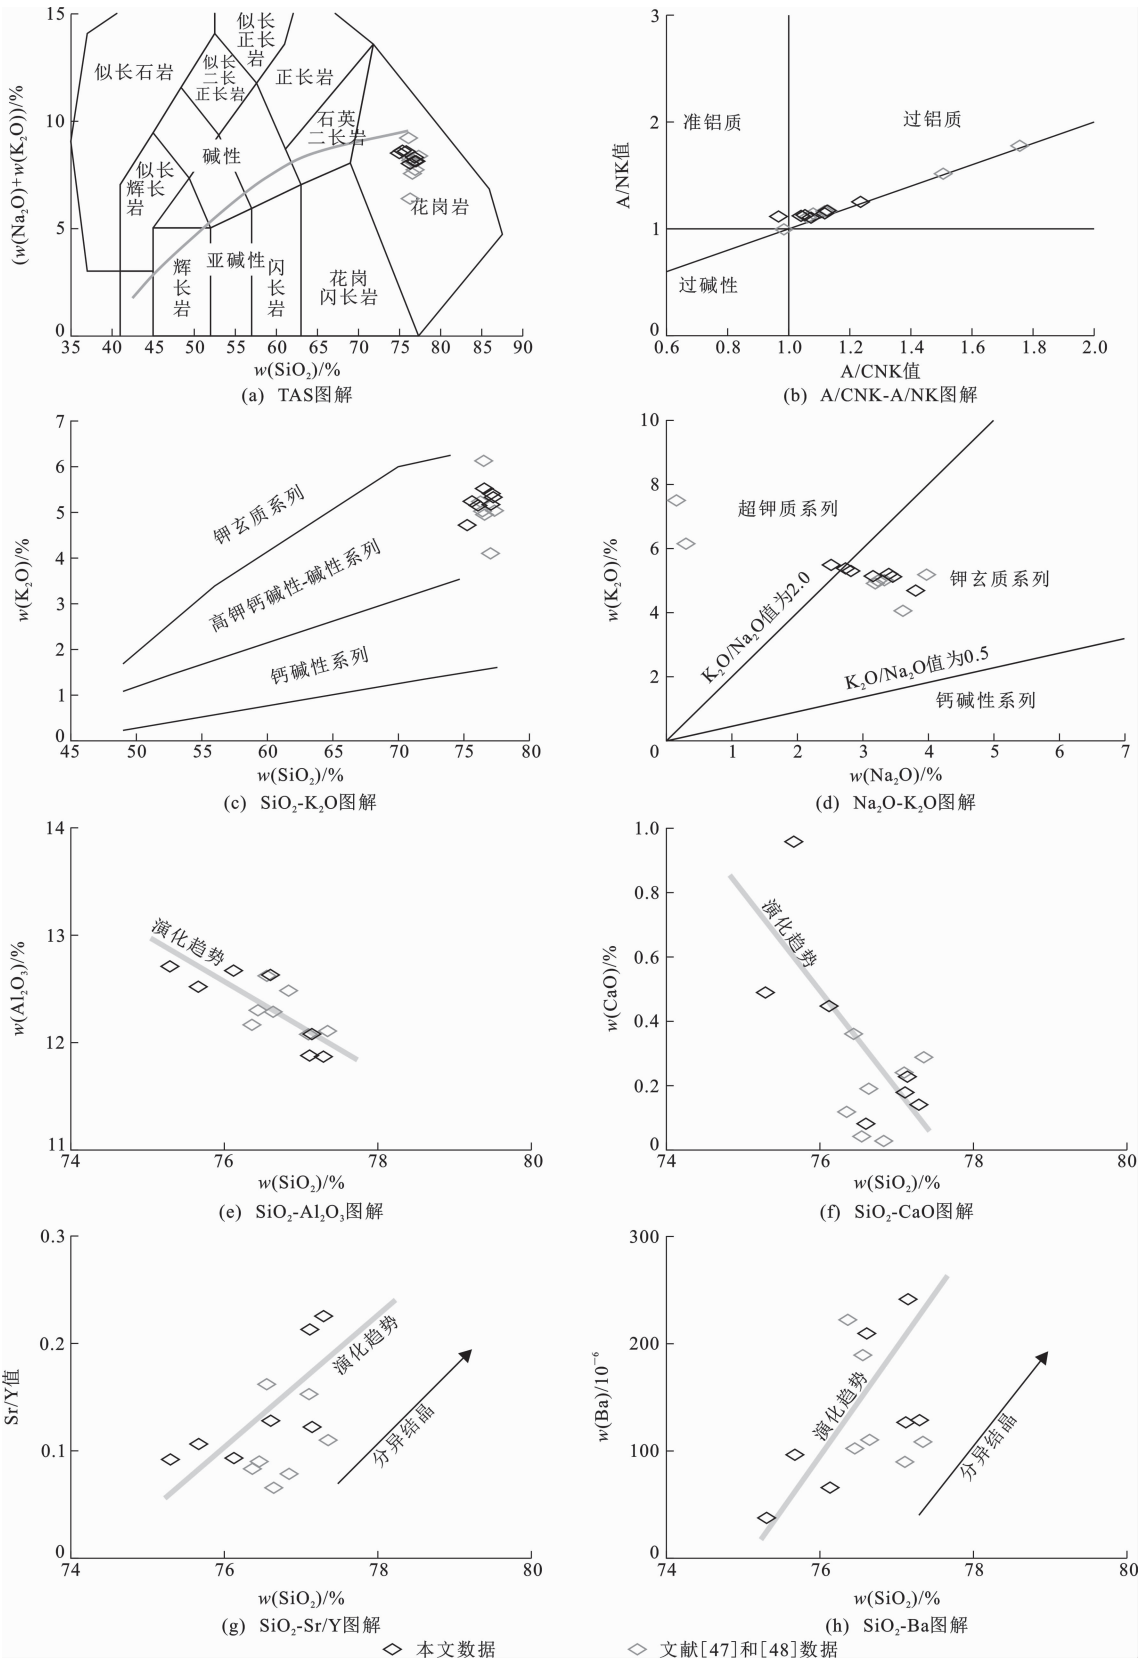 15
10
5
0
(w(Na₂O)+w(K₂O))/%
似长石岩
似长
正长
岩
似长
二长
正长岩
正长岩
石英
二长岩
碱性
似长
辉长
岩
花岗岩
亚碱性
辉
长
岩
闪
长
岩
花岗
闪长岩
35 40 45 50 55 60 65 70 75 80 90
w(SiO₂)/%
(a) TAS图解
3
2
1
0
A/NK值
准铝质
过铝质
过碱性
0.6 0.8 1.0 1.2 1.4 1.6 2.0
A/CNK值
(b) A/CNK-A/NK图解
7
6
5
4
3
2
1
0
w(K₂O)/%
钾玄质系列
高钾钙碱性-碱性系列
钙碱性系列
45 50 55 60 65 70 75 80
w(SiO₂)/%
(c) SiO₂-K₂O图解
10
8
6
4
2
0
w(K₂O)/%
超钾质系列
钾玄质系列
K₂O/Na₂O值为2.0
K₂O/Na₂O值为0.5
钙碱性系列
1 2 3 4 5 6 7
w(Na₂O)/%
(d) Na₂O-K₂O图解
14
13
12
11
w(Al₂O₃)/%
演化趋势
74 76 78 80
w(SiO₂)/%
(e) SiO₂-Al₂O₃图解
1.0
0.8
0.6
0.4
0.2
0
w(CaO)/%
演化趋势
74 76 78 80
w(SiO₂)/%
(f) SiO₂-CaO图解
0.3
0.2
0.1
0
Sr/Y值
演化趋势
分异结晶
74 76 78 80
w(SiO₂)/%
(g) SiO₂-Sr/Y图解
300
200
100
0
w(Ba)/10⁻⁶
演化趋势
分异结晶
74 76 78 80
w(SiO₂)/%
(h) SiO₂-Ba图解
本文数据
文献[47]和[48]数据